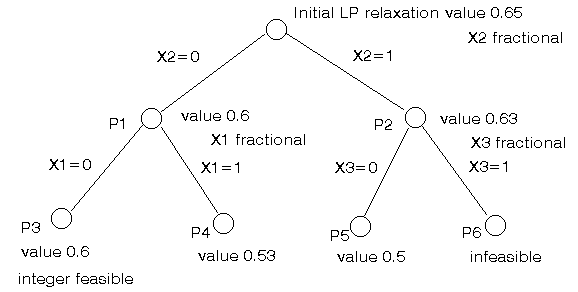 Initial LP relaxation value 0.65
X2 fractional
X2=0
X2=1
P1
value 0.6
X1 fractional
P2
value 0.63
X3 fractional
X1=0
X1=1
X3=0
X3=1
P3
value 0.6
integer feasible
P4
value 0.53
P5
value 0.5
P6
infeasible